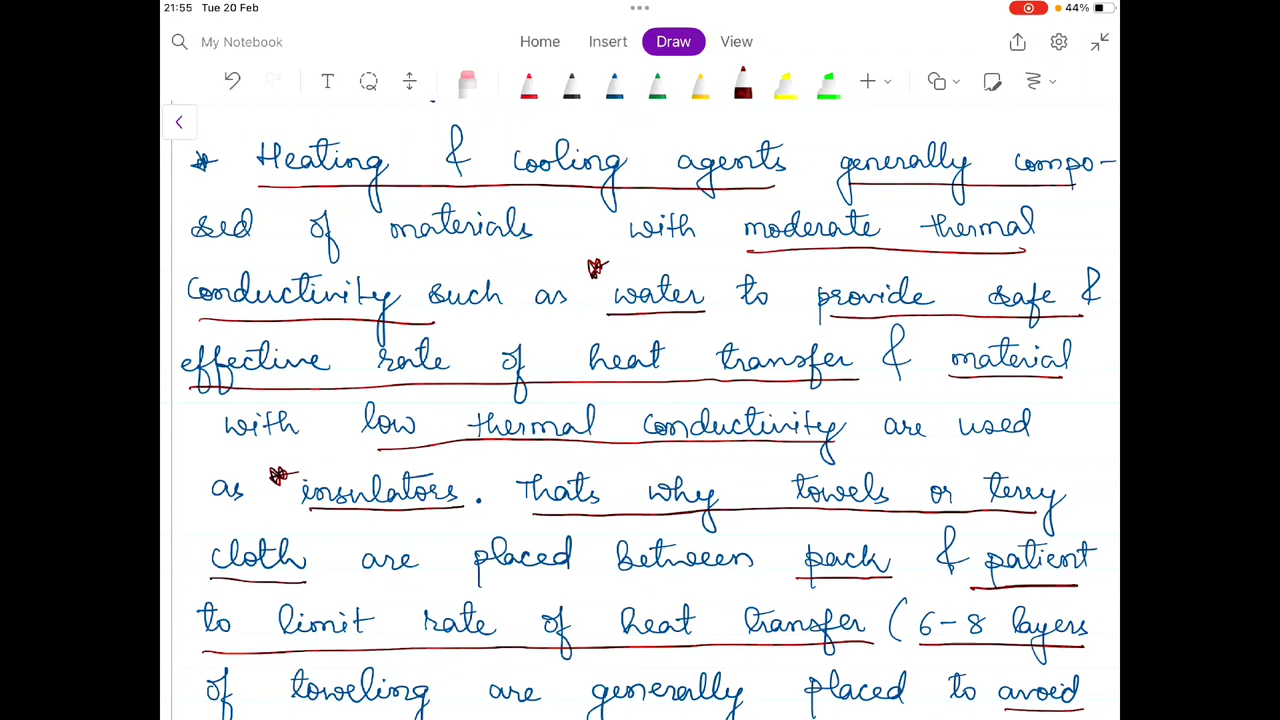 21:55 Tue 20 Feb
44%
My Notebook
Home Insert Draw View
* Heating & cooling agents generally compo-
sed of materials with moderate thermal
conductivity such as *water to provide safe &
effective rate of heat transfer & material
with low thermal conductivity are used
as *insulators. Thats why towels or terry
cloth are placed between pack & patient
to limit rate of heat transfer (6-8 layers
of toweling are generally placed to avoid